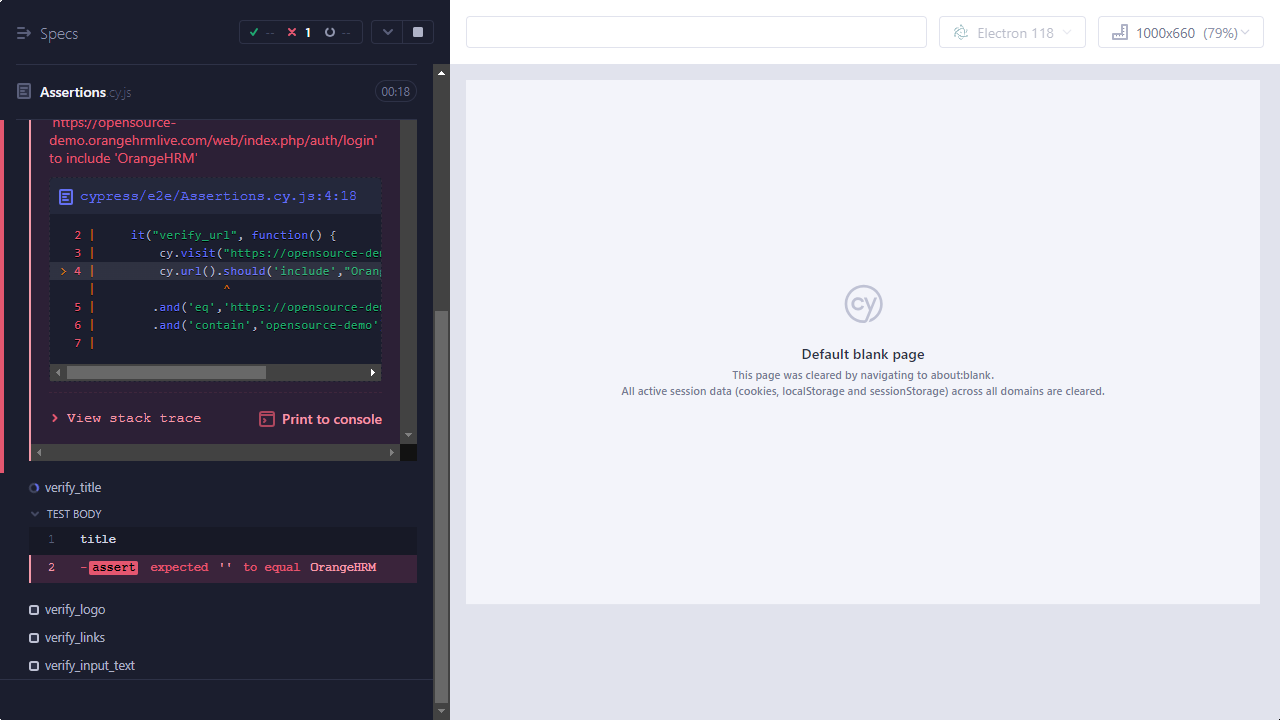 Specs
-- 1 --
Electron 118
1000x660 (79%)
Assertions.cy.js
00:18
'https://opensource-
demo.orangehrmlive.com/web/index.php/auth/login'
to include 'OrangeHRM'
cypress/e2e/Assertions.cy.js:4:18
2 | it("verify_url", function() {
3 | cy.visit("https://opensource-de
> 4 | cy.url().should('include',"Orang
| ^
5 | .and('eq','https://opensource-de
6 | .and('contain','opensource-demo'
7 |
View stack trace
Print to console
verify_title
TEST BODY
1 title
2 -assert expected '' to equal OrangeHRM
verify_logo
verify_links
verify_input_text
cy
Default blank page
This page was cleared by navigating to about:blank.
All active session data (cookies, localStorage and sessionStorage) across all domains are cleared.